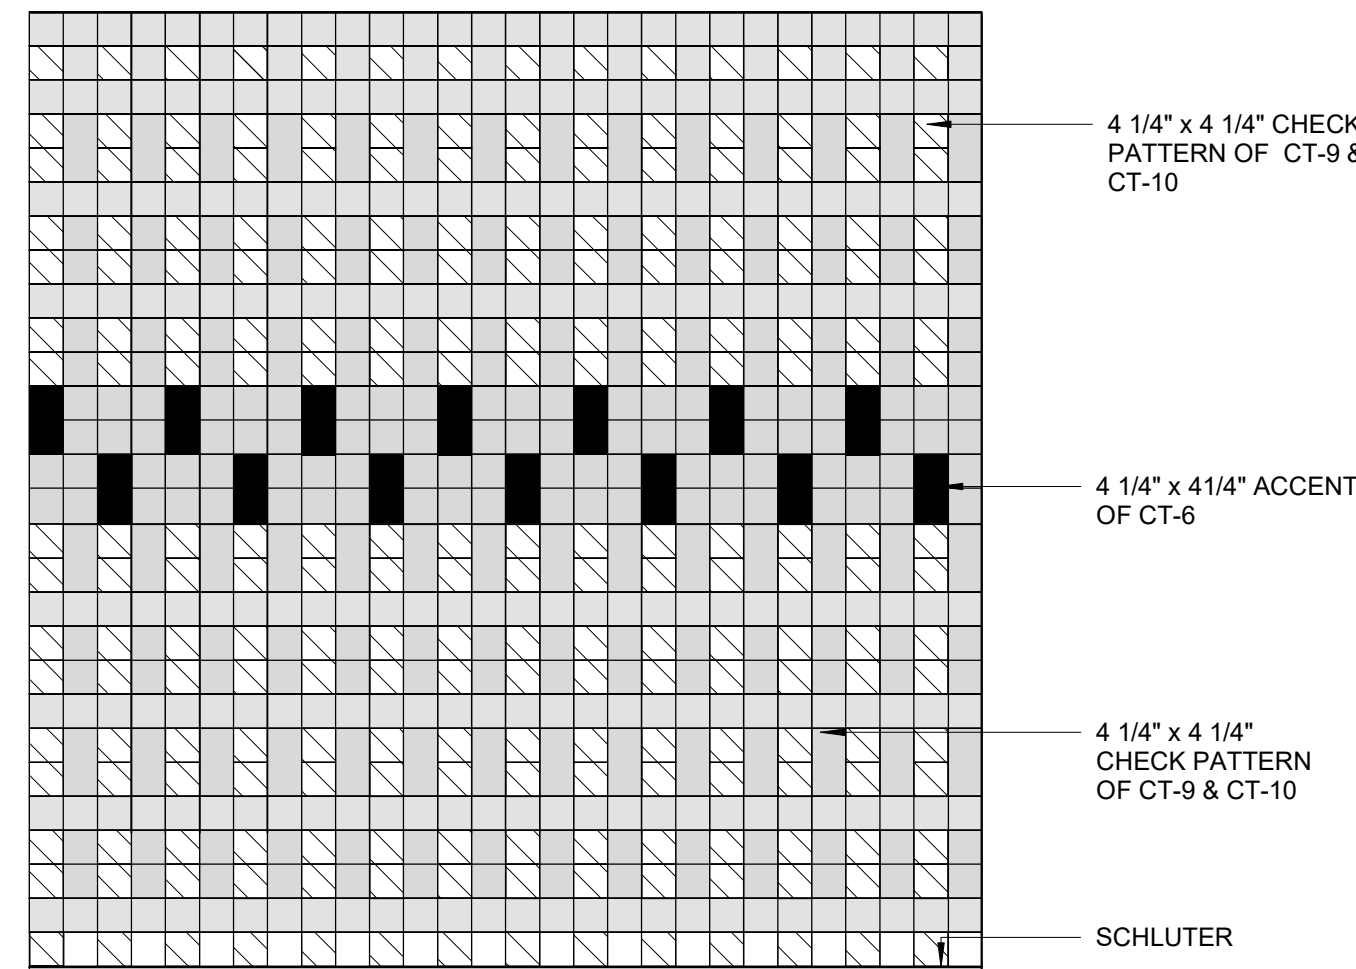 4 1/4" x 4 1/4" CHECK
PATTERN OF CT-9 &
CT-10
4 1/4" x 41/4" ACCENT
OF CT-6
4 1/4" x 4 1/4"
CHECK PATTERN
OF CT-9 & CT-10
SCHLUTER